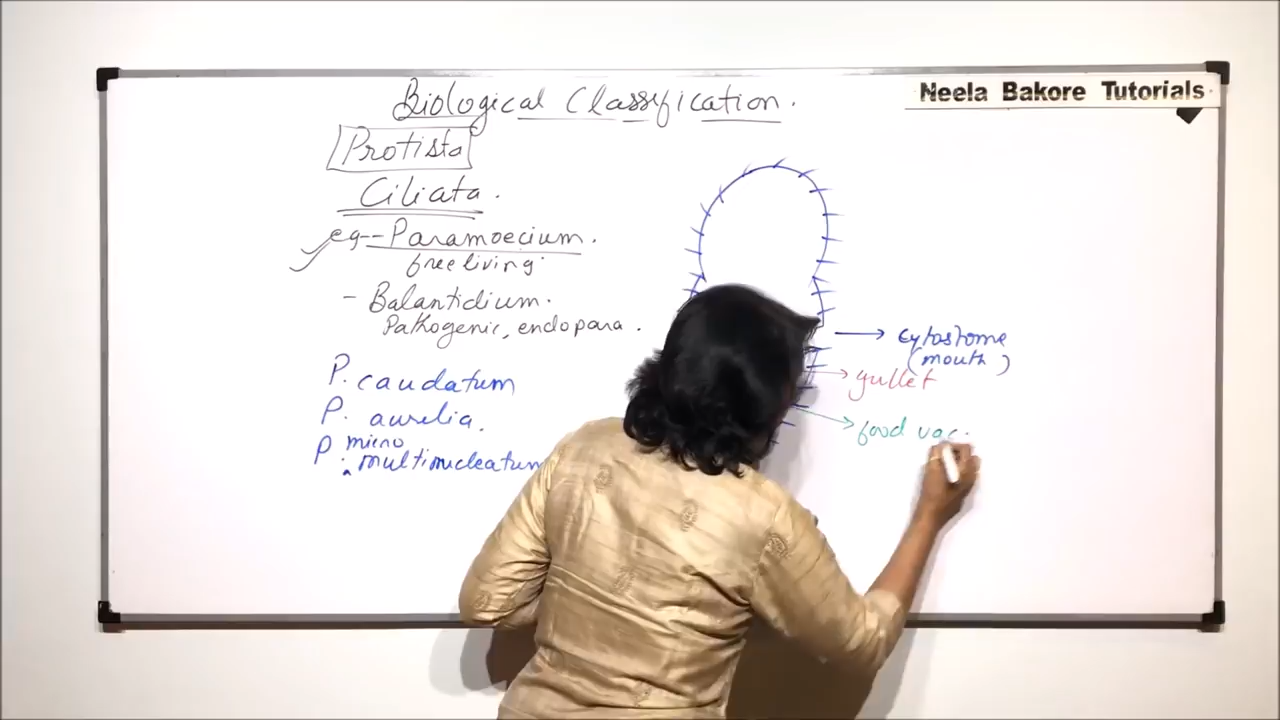 Biological Classification.
Neela Bakore Tutorials
Protista
Ciliata.
eg-- Paramoecium.
free living.
- Balantidium.
Pathogenic, endopara.
P. caudatum
P. aurelia.
micro
P. multinucleatum
cytostome
(mouth)
gullet
food vac.